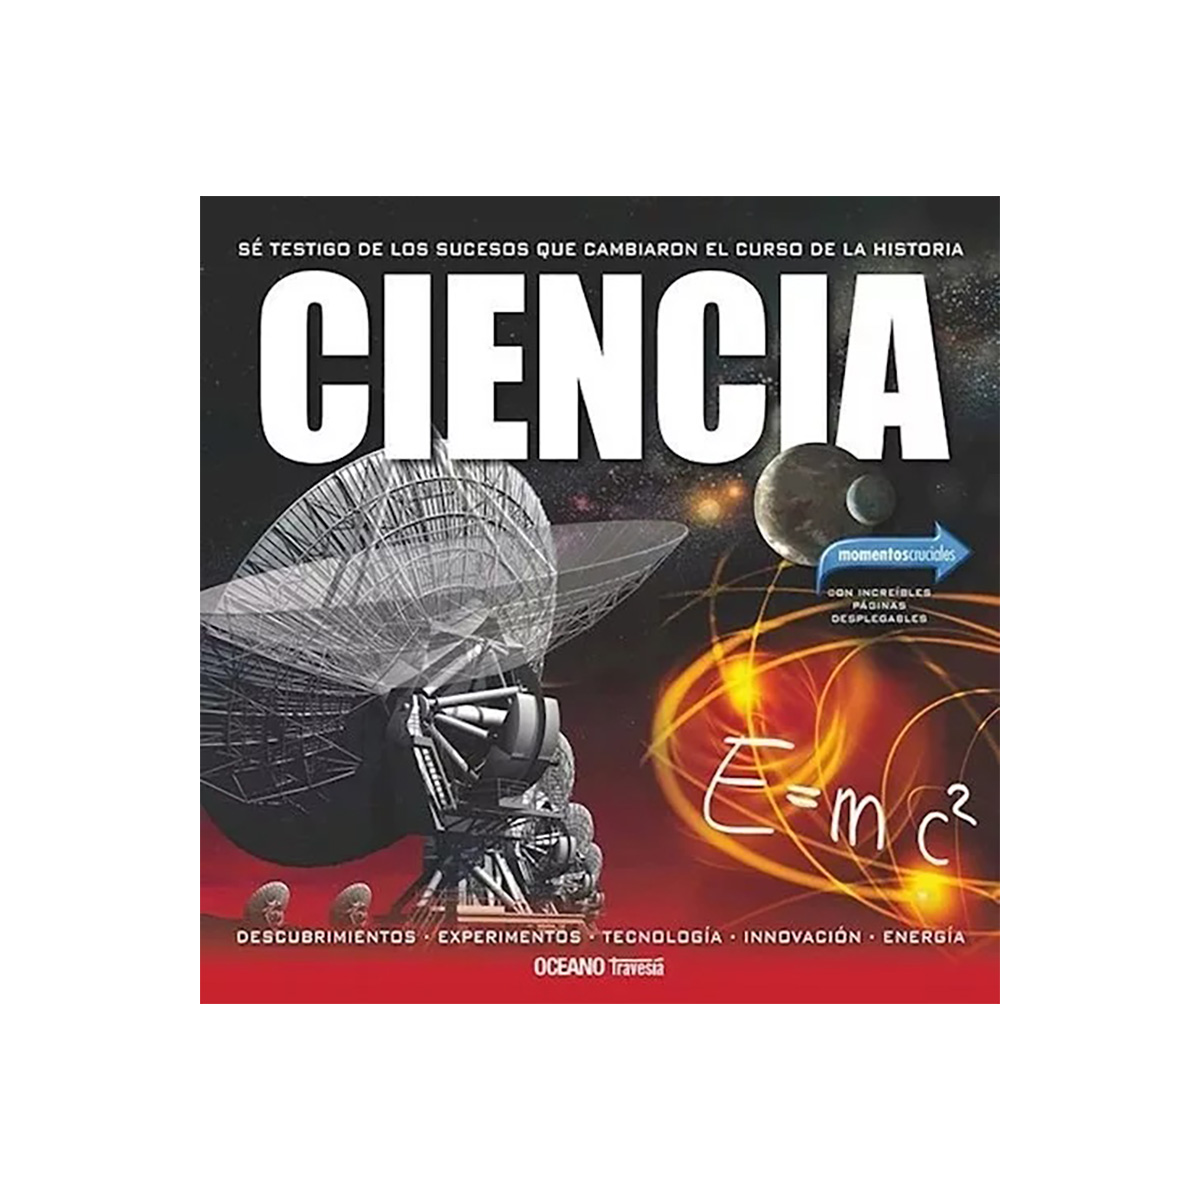 SÉ TESTIGO DE LOS SUCESOS QUE CAMBIARON EL CURSO DE LA HISTORIA
CIENCIA
momentoscruciales
CON INCREÍBLES
PÁGINAS
DESPLEGABLES
E=mc²
DESCUBRIMIENTOS · EXPERIMENTOS · TECNOLOGÍA · INNOVACIÓN · ENERGÍA
OCEANO Travesía